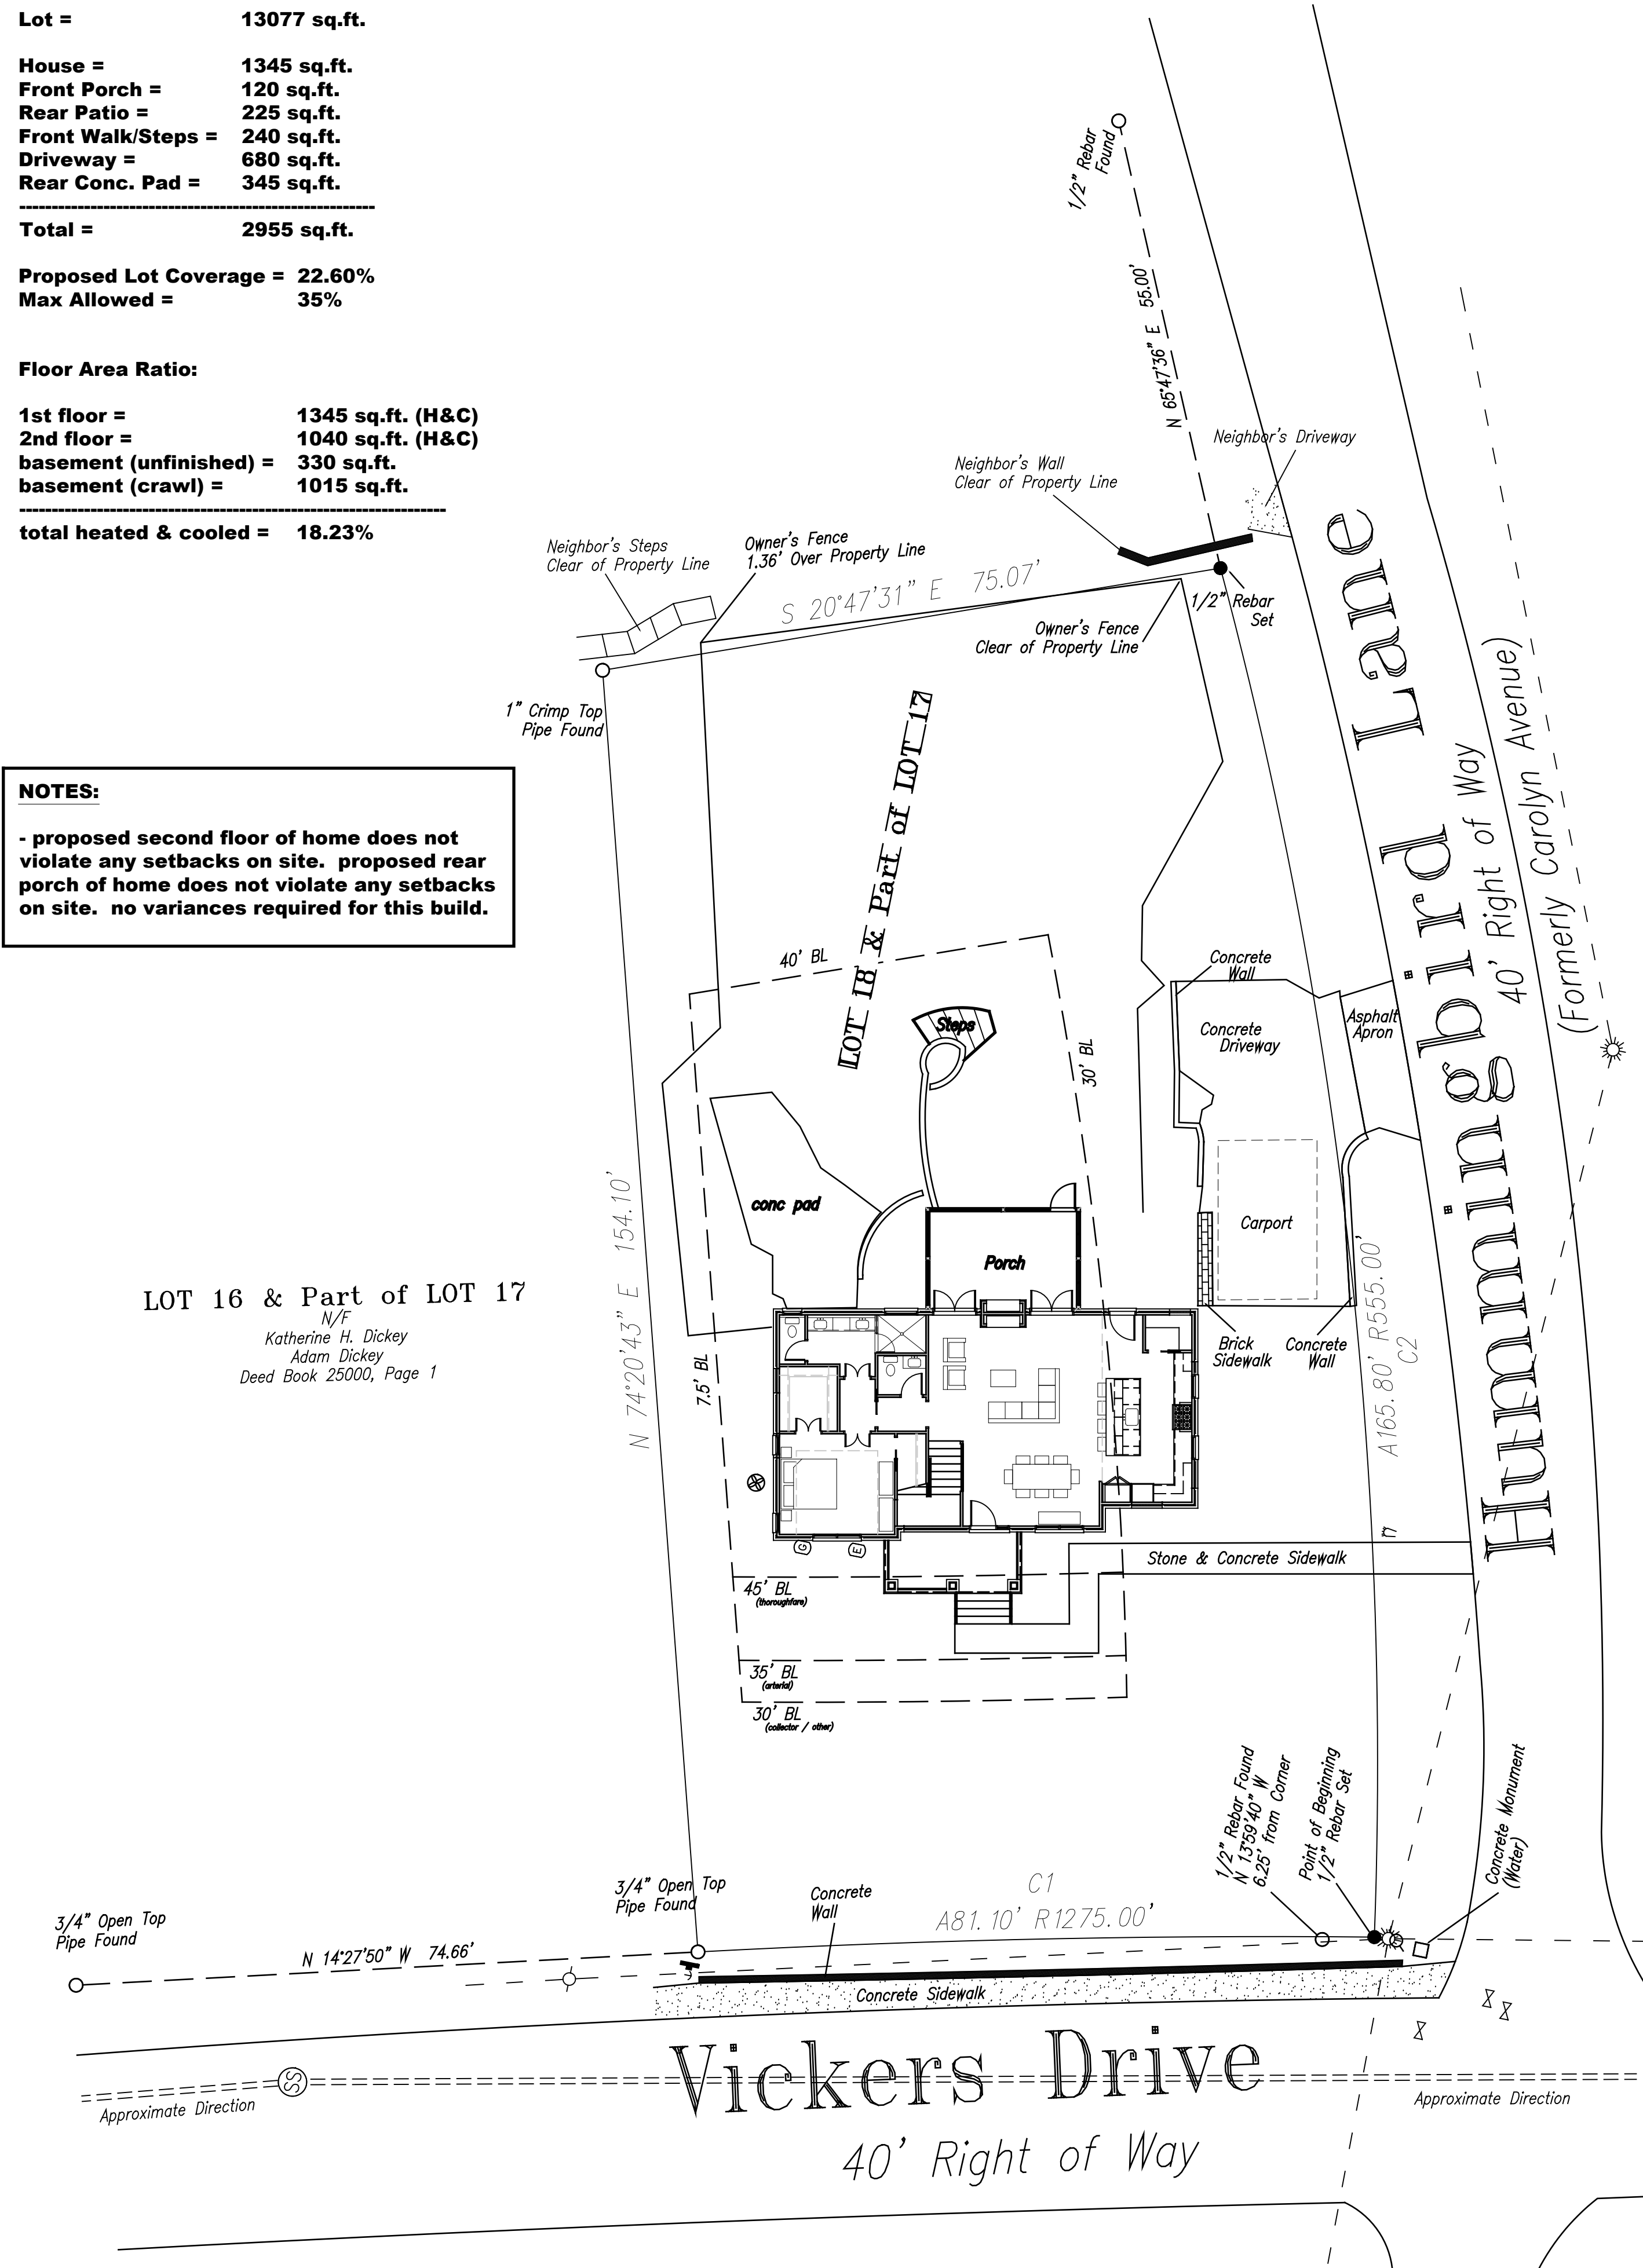 Lot = 13077 sq.ft.
House = 1345 sq.ft.
Front Porch = 120 sq.ft.
Rear Patio = 225 sq.ft.
Front Walk/Steps = 240 sq.ft.
Driveway = 680 sq.ft.
Rear Conc. Pad = 345 sq.ft.
Total = 2955 sq.ft.
Proposed Lot Coverage = 22.60%
Max Allowed = 35%
Floor Area Ratio:
1st floor = 1345 sq.ft. (H&C)
2nd floor = 1040 sq.ft. (H&C)
basement (unfinished) = 330 sq.ft.
basement (crawl) = 1015 sq.ft.
total heated & cooled = 18.23%
NOTES:
- proposed second floor of home does not
violate any setbacks on site. proposed rear
porch of home does not violate any setbacks
on site. no variances required for this build.
1/2" Rebar
Found
N 65°47'36" E 55.00'
Neighbor's Driveway
Neighbor's Wall
Clear of Property Line
Neighbor's Steps
Clear of Property Line
Owner's Fence
1.36' Over Property Line
S 20°47'31" E 75.07'
1/2" Rebar
Set
Owner's Fence
Clear of Property Line
1" Crimp Top
Pipe Found
LOT 18 & Part of LOT 17
Hummingbird Lane
40' Right of Way
(Formerly Carolyn Avenue)
40' BL
30' BL
Steps
Concrete
Wall
Concrete
Driveway
Asphalt
Apron
conc pad
Porch
Carport
Brick
Sidewalk
Concrete
Wall
N 74°20'43" E 154.10'
7.5' BL
A165.80' R555.00'
C2
LOT 16 & Part of LOT 17
N/F
Katherine H. Dickey
Adam Dickey
Deed Book 25000, Page 1
G
E
Stone & Concrete Sidewalk
45' BL
(thoroughfare)
35' BL
(arterial)
30' BL
(collector / other)
1/2" Rebar Found
N 13°59'40" W
6.25' from Corner
Point of Beginning
1/2" Rebar Set
Concrete Monument
(Water)
3/4" Open Top
Pipe Found
3/4" Open Top
Pipe Found
Concrete
Wall
C1
A81.10' R1275.00'
N 14°27'50" W 74.66'
Concrete Sidewalk
Vickers Drive
SS
Approximate Direction
Approximate Direction
40' Right of Way